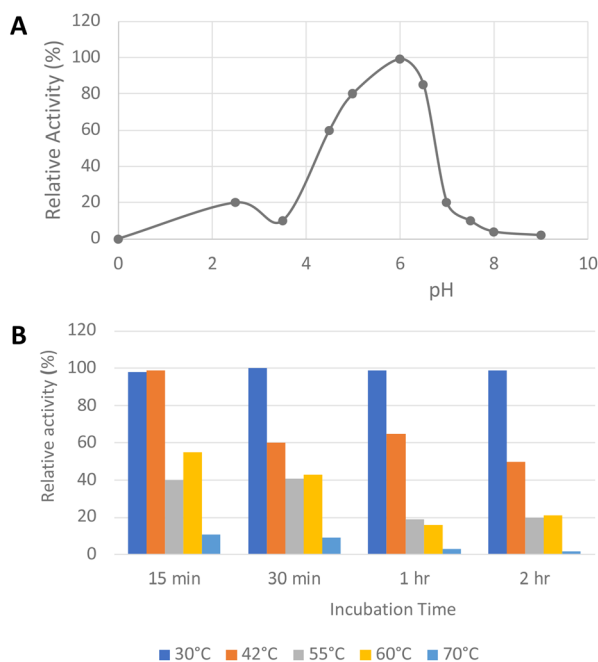 A
Relative Activity (%)
120
100
80
60
40
20
0
0 2 4 6 8 10
pH
B
Relative activity (%)
120
100
80
60
40
20
0
15 min 30 min 1 hr 2 hr
Incubation Time
30°C 42°C 55°C 60°C 70°C